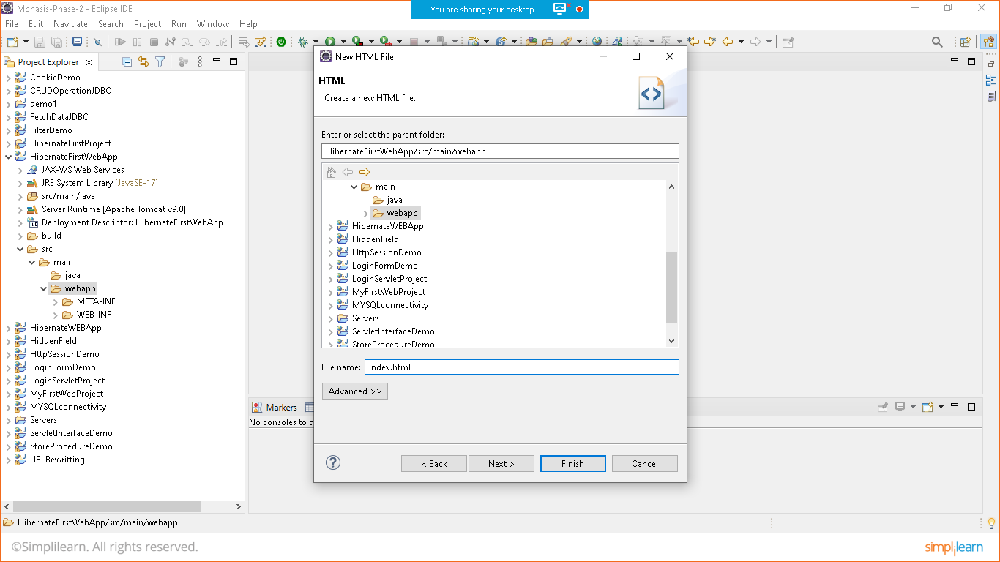 Mphasis-Phase-2 - Eclipse IDE
You are sharing your desktop
File Edit Navigate Search Project Run Window Help
Project Explorer
CookieDemo
CRUDOperationJDBC
demo1
FetchDataJDBC
FilterDemo
HibernateFirstProject
HibernateFirstWebApp
JAX-WS Web Services
JRE System Library [JavaSE-17]
src/main/java
Server Runtime [Apache Tomcat v9.0]
Deployment Descriptor: HibernateFirstWebApp
build
src
main
java
webapp
META-INF
WEB-INF
HibernateWEBApp
HiddenField
HttpSessionDemo
LoginFormDemo
LoginServletProject
MyFirstWebProject
MYSQLconnectivity
Servers
ServletInterfaceDemo
StoreProcedureDemo
URLRewritting
New HTML File
HTML
Create a new HTML file.
Enter or select the parent folder:
HibernateFirstWebApp/src/main/webapp
main
java
webapp
HibernateWEBApp
HiddenField
HttpSessionDemo
LoginFormDemo
LoginServletProject
MyFirstWebProject
MYSQLconnectivity
Servers
ServletInterfaceDemo
StoreProcedureDemo
File name: index.html
Advanced >>
? < Back Next > Finish Cancel
Markers
No consoles to d
HibernateFirstWebApp/src/main/webapp
©Simplilearn. All rights reserved.
simplilearn